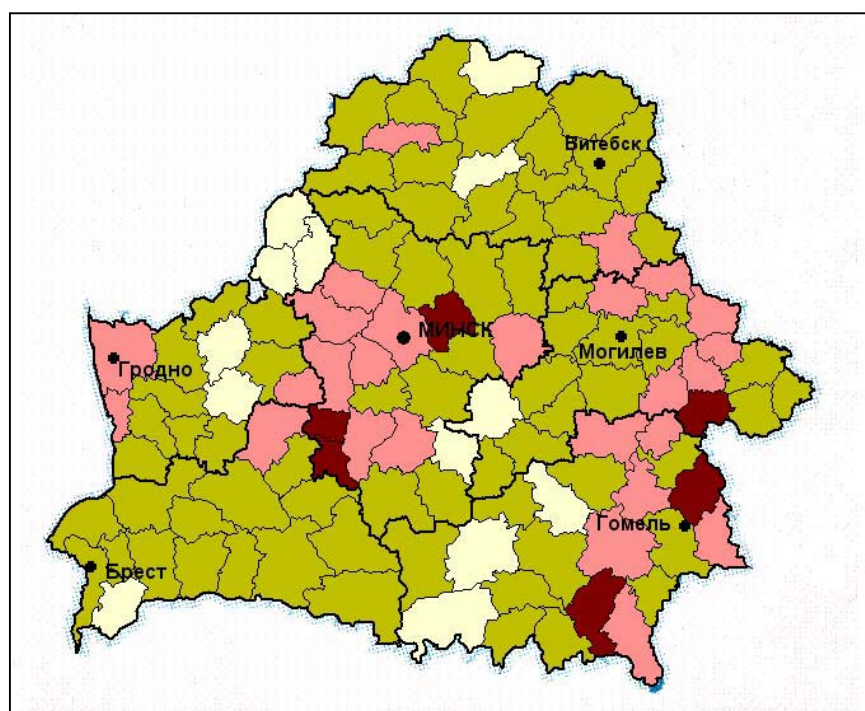 Витебск
МИНСК
Могилев
Гродно
Гомель
Брест